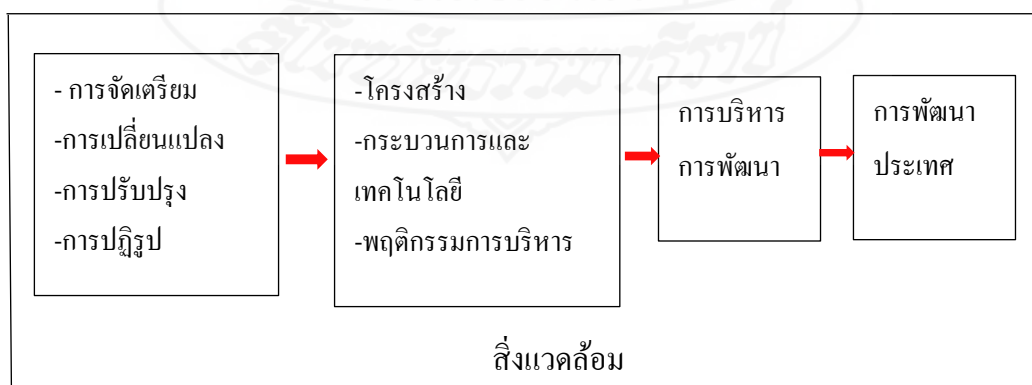 - การจัดเตรียม
-การเปลี่ยนแปลง
-การปรับปรุง
-การปฏิรูป
-โครงสร้าง
-กระบวนการและ
เทคโนโลยี
-พฤติกรรมการบริหาร
การบริหาร
การพัฒนา
การพัฒนา
ประเทศ
สิ่งแวดล้อม